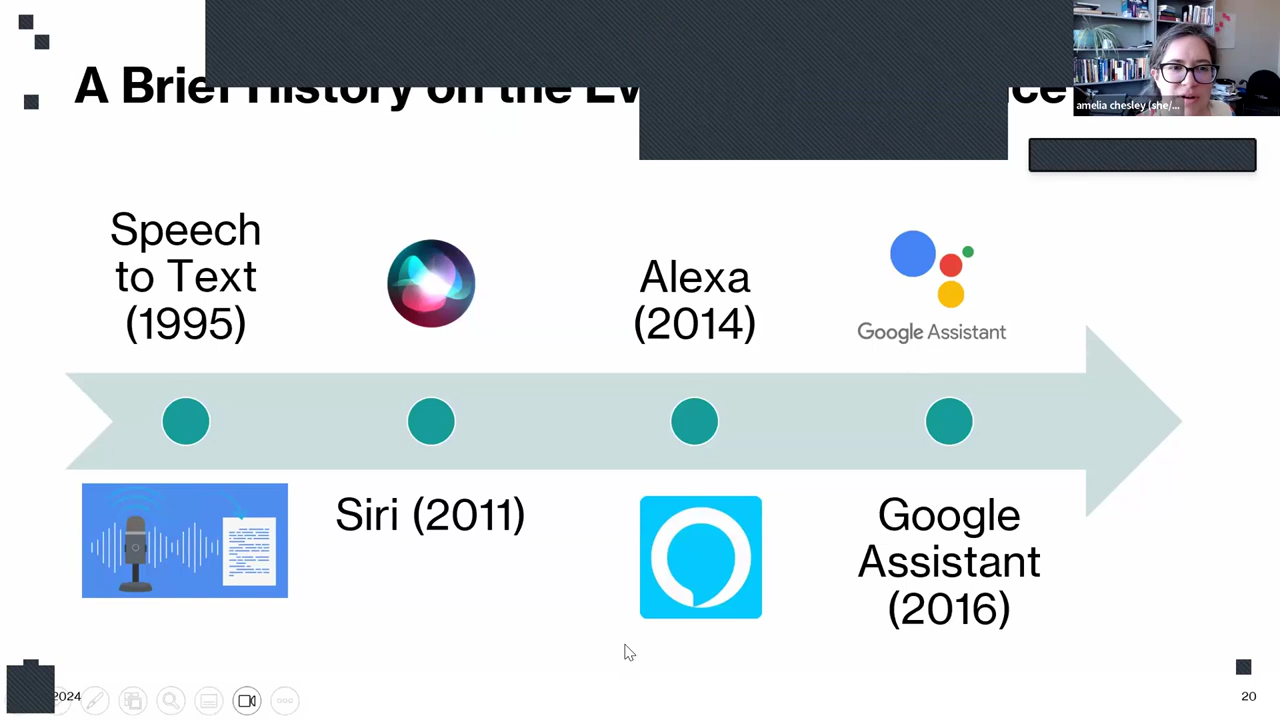 A Brief History on the
amelia chesley (she/...
Speech
to Text
(1995)
Siri (2011)
Alexa
(2014)
Google Assistant
Google
Assistant
(2016)
2024
20